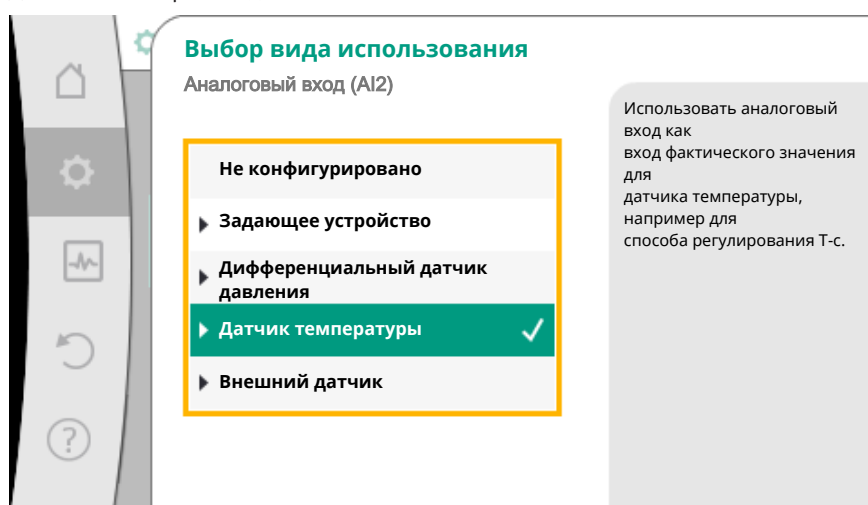 Выбор вида использования
Аналоговый вход (AI2)
Не конфигурировано
Задающее устройство
Дифференциальный датчик
давления
Датчик температуры
Внешний датчик
Использовать аналоговый
вход как
вход фактического значения
для
датчика температуры,
например для
способа регулирования T-c.
?